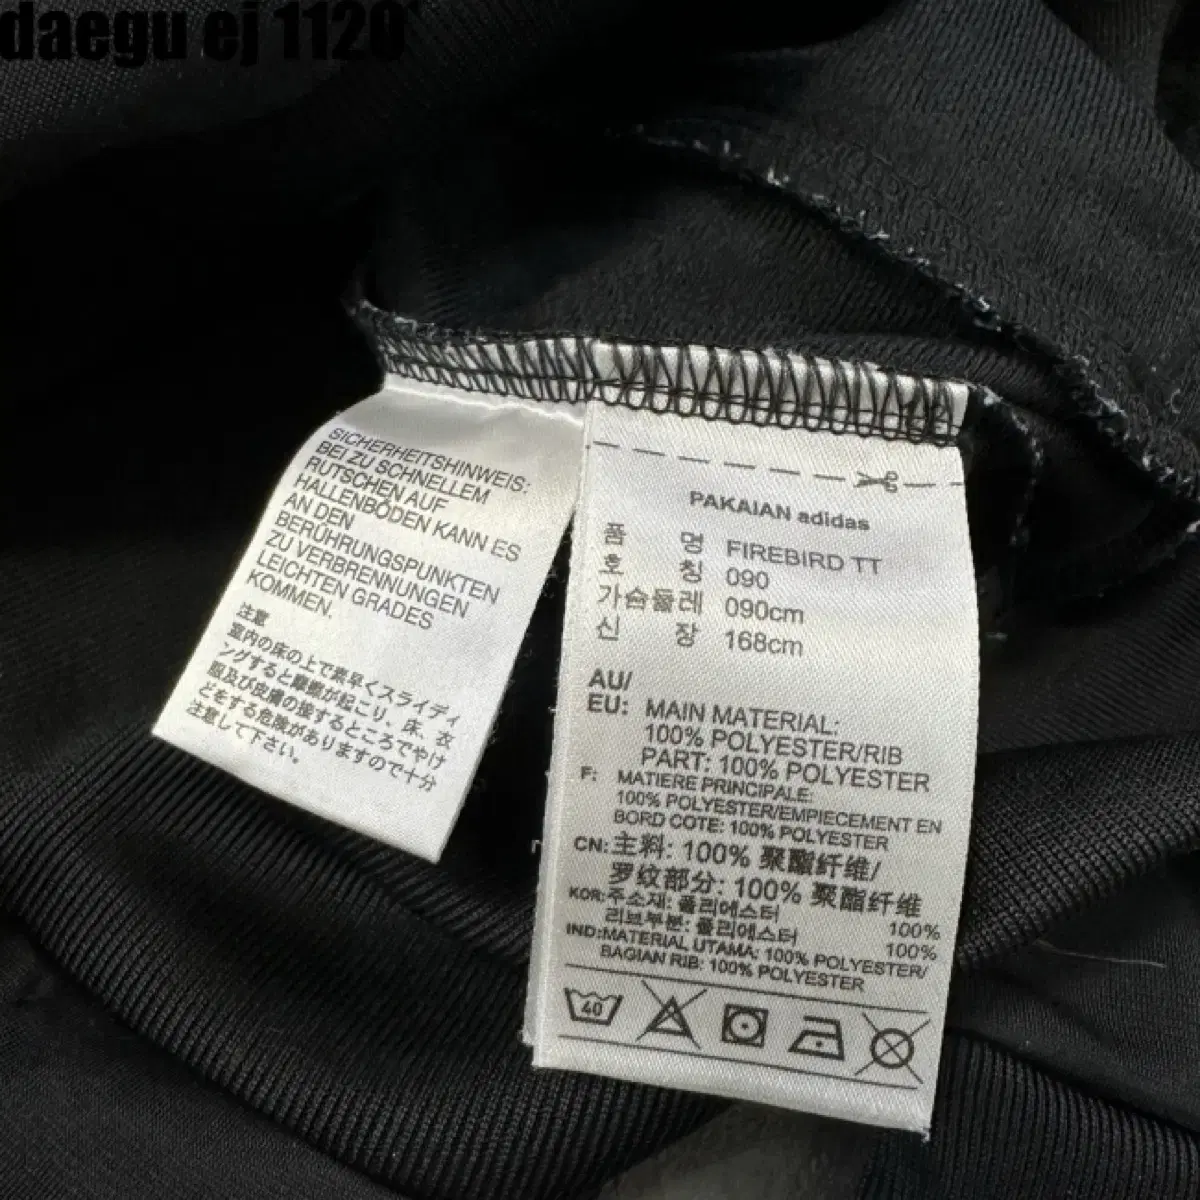 daegu ej 1120'
SICHERHEITSHINWEIS:
BEI ZU SCHNELLEM
RUTSCHEN AUF
HALLENBÖDEN KANN ES
AN DEN
BERÜHRUNGSPUNKTEN
ZU VERBRENNUNGEN
LEICHTEN GRADES
KOMMEN.
注意
室内の床の上で素早くスライディ
ングすると摩擦が起こり、床、衣
服及び皮膚の接するところでやけ
どをする危険がありますので十分
注意して下さい。
PAKAIAN adidas
품 명 FIREBIRD TT
호 칭 090
가슴둘레 090cm
신 장 168cm
AU/
EU: MAIN MATERIAL:
100% POLYESTER/RIB
PART: 100% POLYESTER
F: MATIERE PRINCIPALE:
100% POLYESTER/EMPIECEMENT EN
BORD COTE: 100% POLYESTER
CN: 主料: 100% 聚酯纤维/
罗纹部分: 100% 聚酯纤维
KOR: 주소재: 폴리에스터 100%
리브부분: 폴리에스터 100%
IND: MATERIAL UTAMA: 100% POLYESTER/
BAGIAN RIB: 100% POLYESTER
40